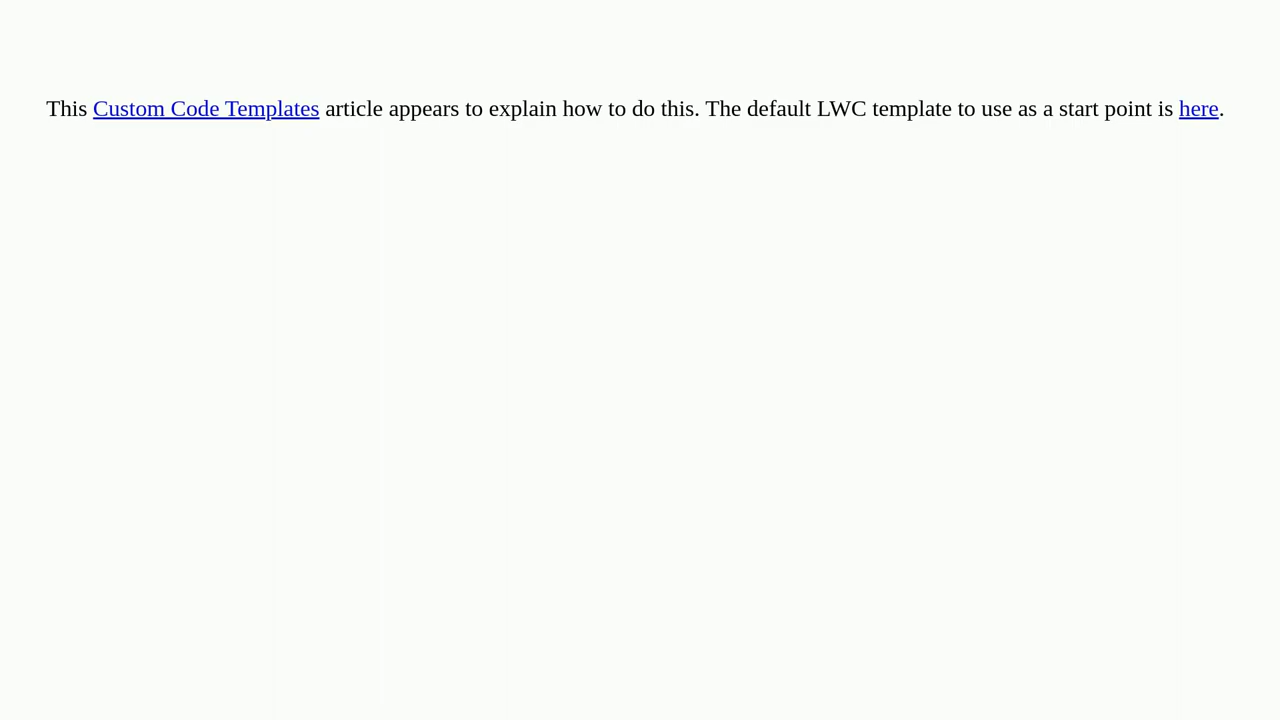 This Custom Code Templates article appears to explain how to do this. The default LWC template to use as a start point is here.